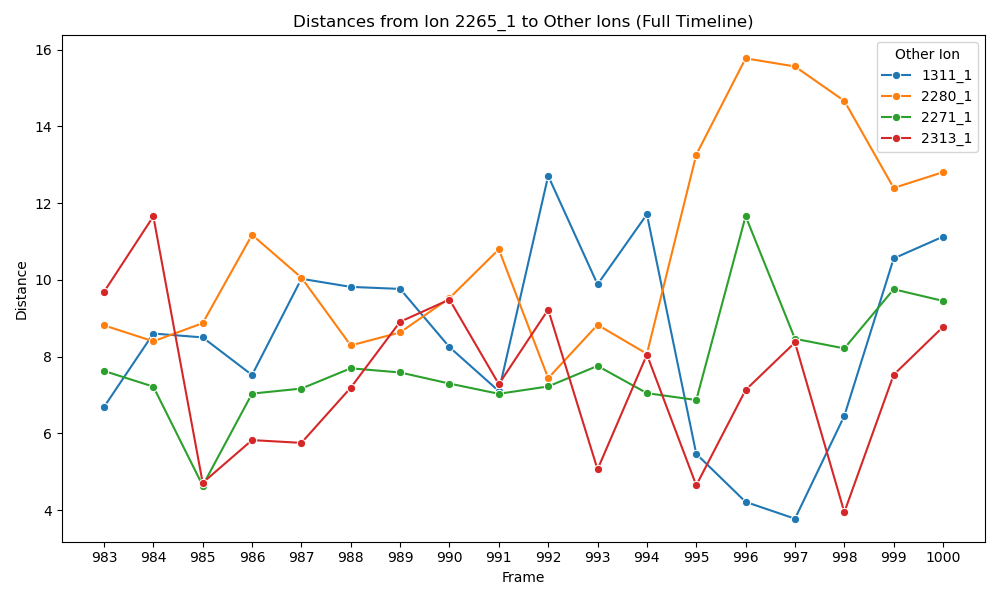 Distances from Ion 2265_1 to Other Ions (Full Timeline)
Other Ion
1311_1
2280_1
2271_1
2313_1
16
14
12
10
8
6
4
Distance
983 984 985 986 987 988 989 990 991 992 993 994 995 996 997 998 999 1000
Frame